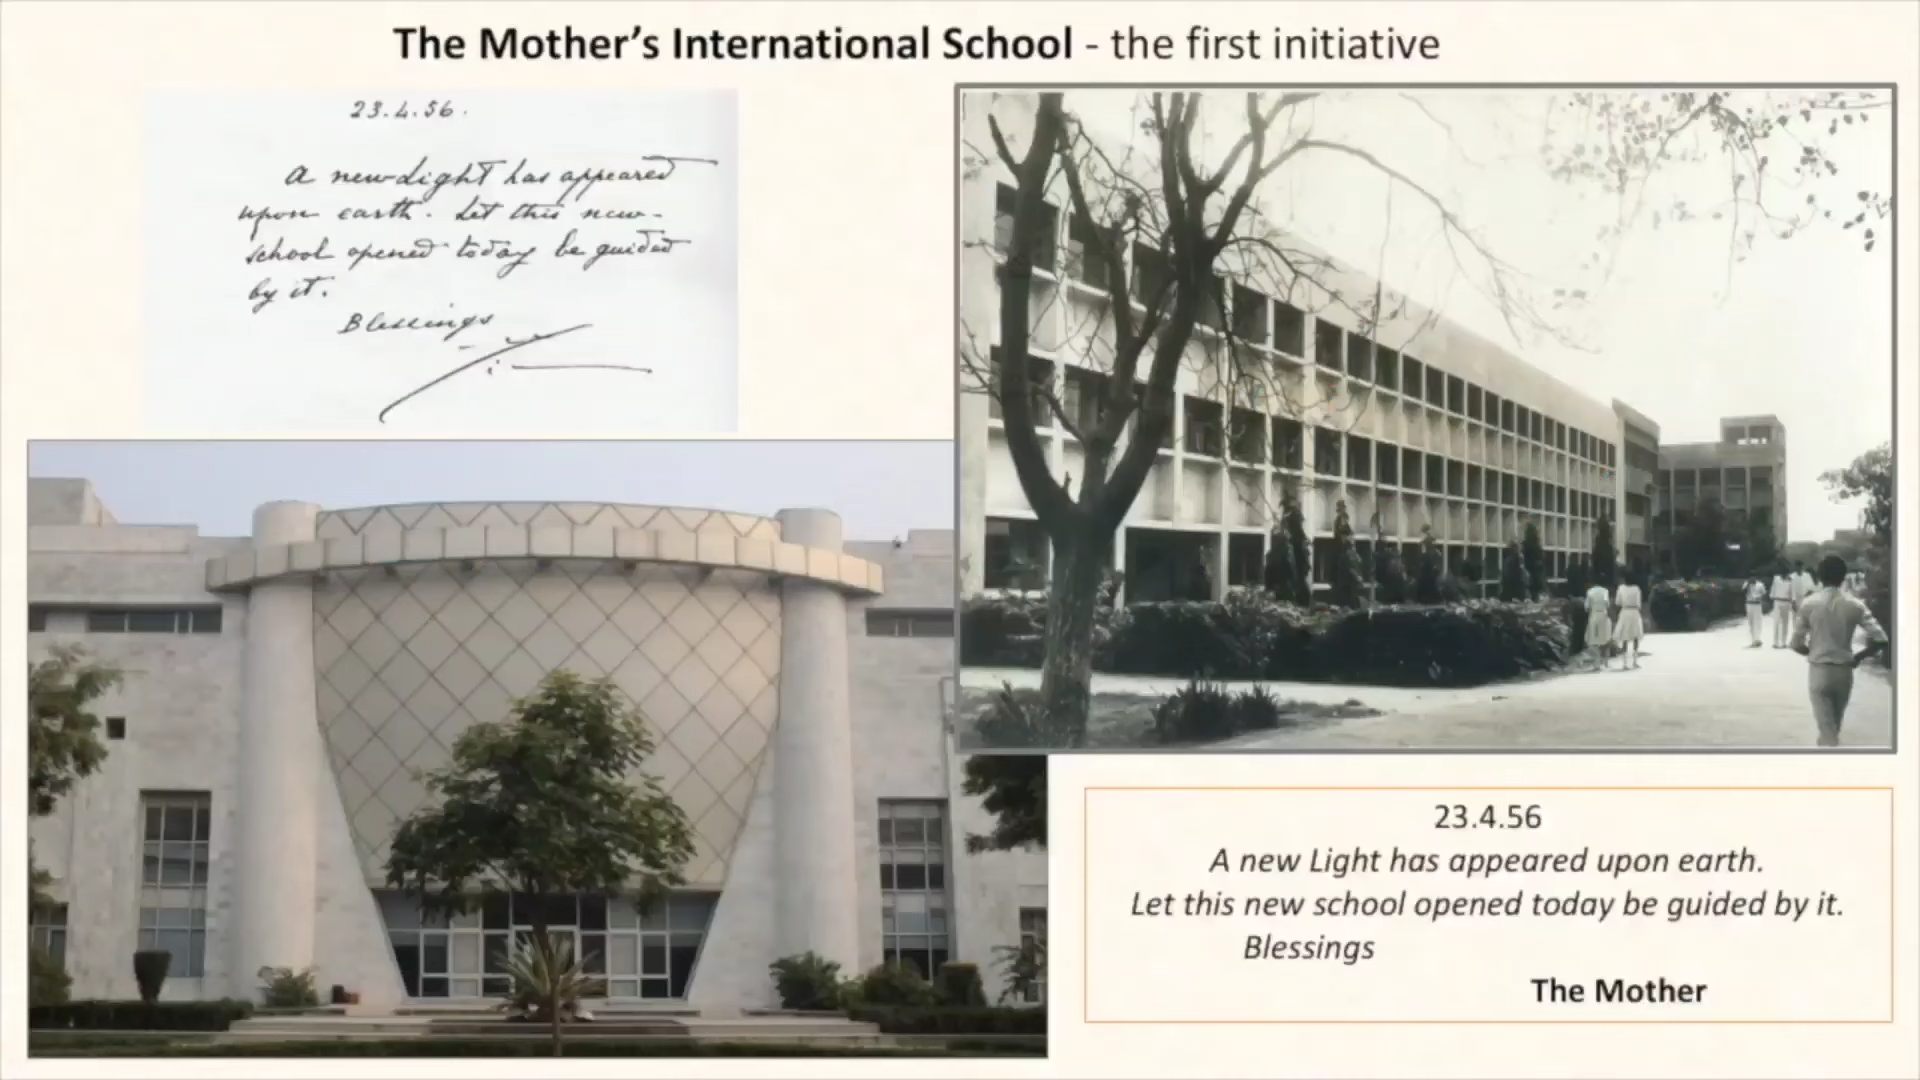 The Mother's International School - the first initiative
23.4.56.
A new Light has appeared
upon earth. Let this new
school opened today be guided
by it.
Blessings
23.4.56
A new Light has appeared upon earth.
Let this new school opened today be guided by it.
Blessings
The Mother